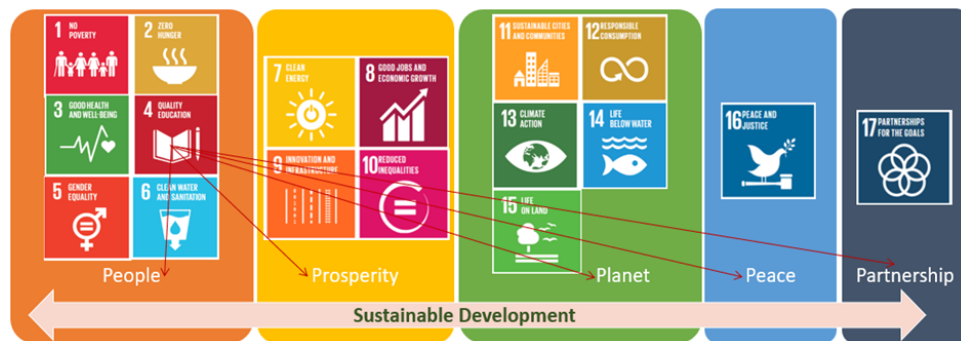 1 NO
POVERTY
2 ZERO
HUNGER
3 GOOD HEALTH
AND WELL-BEING
4 QUALITY
EDUCATION
5 GENDER
EQUALITY
6 CLEAN WATER
AND SANITATION
People
7 CLEAN
ENERGY
8 GOOD JOBS AND
ECONOMIC GROWTH
9 INNOVATION AND
INFRASTRUCTURE
10 REDUCED
INEQUALITIES
Prosperity
11 SUSTAINABLE CITIES
AND COMMUNITIES
12 RESPONSIBLE
CONSUMPTION
13 CLIMATE
ACTION
14 LIFE
BELOW WATER
15 LIFE
ON LAND
Planet
16 PEACE AND
JUSTICE
Peace
17 PARTNERSHIPS
FOR THE GOALS
Partnership
Sustainable Development